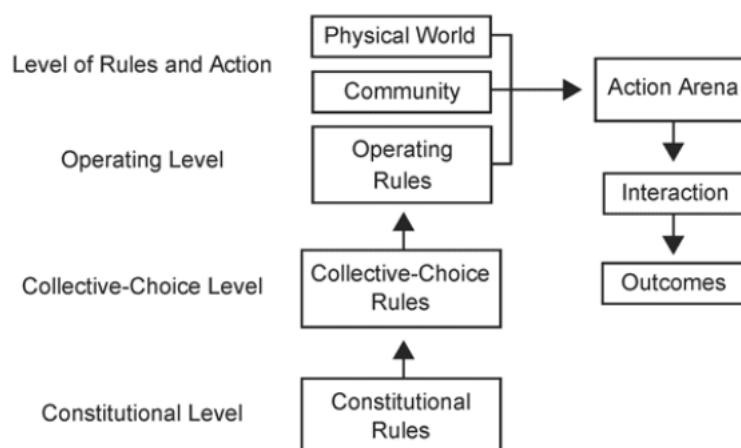 Level of Rules and Action
Physical World
Community
Action Arena
Operating Level
Operating
Rules
Interaction
Collective-Choice Level
Collective-Choice
Rules
Outcomes
Constitutional Level
Constitutional
Rules